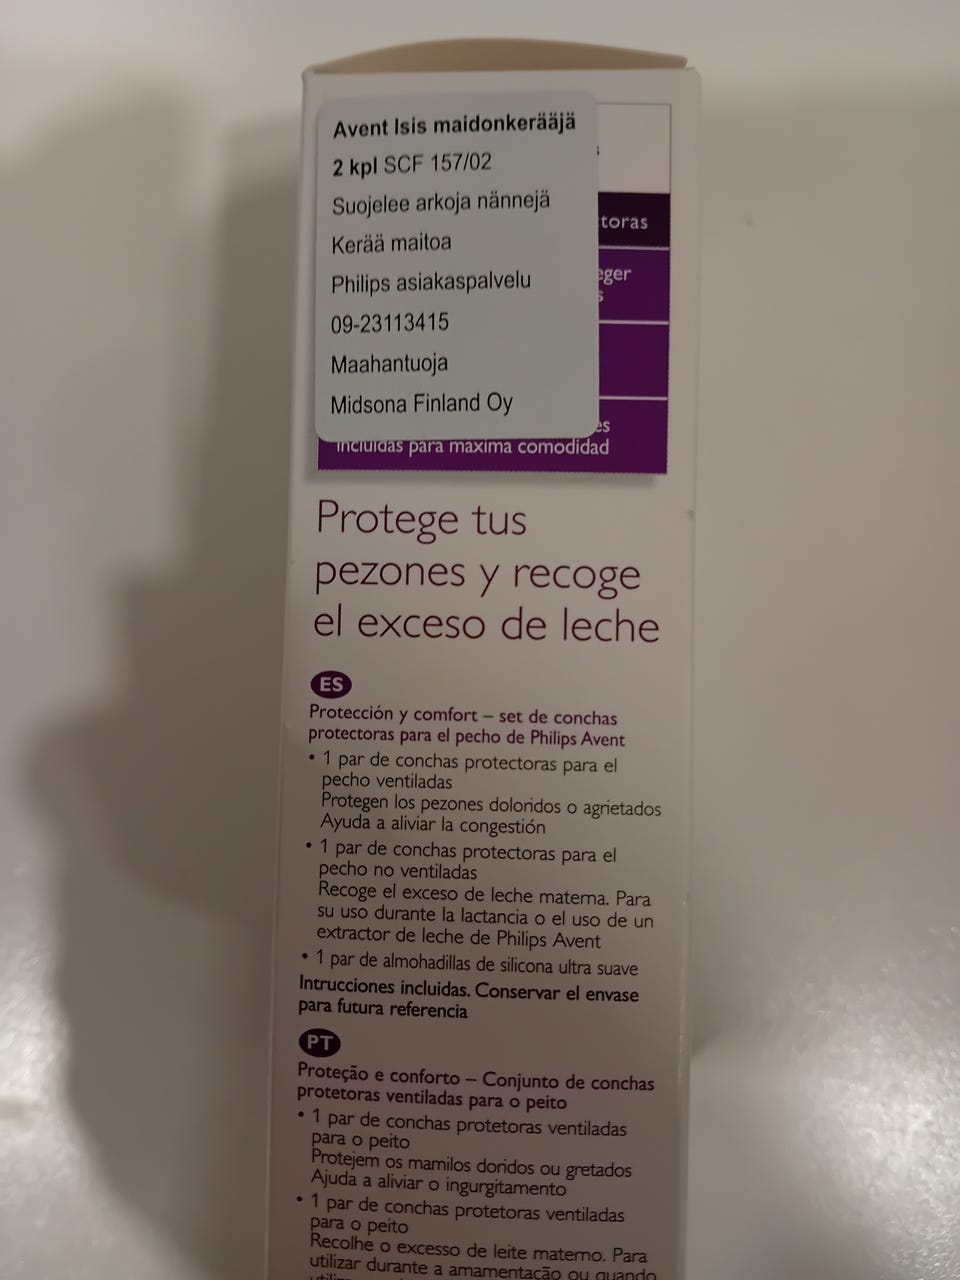 Avent Isis maidonkerääjä
2 kpl SCF 157/02
Suojelee arkoja nännejä
Kerää maitoa
Philips asiakaspalvelu
09-23113415
Maahantuoja
Midsona Finland Oy
toras
eger
s
es
incluidas para máxima comodidad
Protege tus
pezones y recoge
el exceso de leche
ES
Protección y comfort – set de conchas
protectoras para el pecho de Philips Avent
• 1 par de conchas protectoras para el
pecho ventiladas
Protegen los pezones doloridos o agrietados
Ayuda a aliviar la congestión
• 1 par de conchas protectoras para el
pecho no ventiladas
Recoge el exceso de leche materna. Para
su uso durante la lactancia o el uso de un
extractor de leche de Philips Avent
• 1 par de almohadillas de silicona ultra suave
Intrucciones incluidas. Conservar el envase
para futura referencia
PT
Proteção e conforto – Conjunto de conchas
protetoras ventiladas para o peito
• 1 par de conchas protetoras ventiladas
para o peito
Protejem os mamilos doridos ou gretados
Ajuda a aliviar o ingurgitamento
• 1 par de conchas protetoras ventiladas
para o peito
Recolhe o excesso de leite materno. Para
utilizar durante a amamentação ou quando